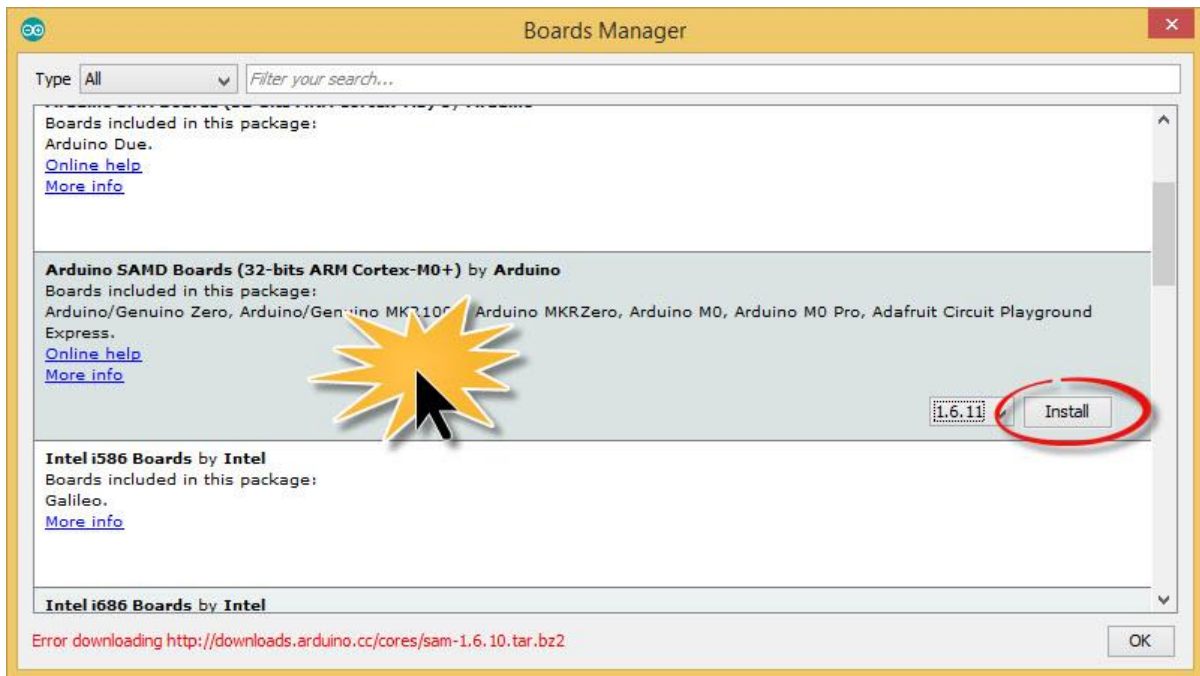 Boards Manager
Type All Filter your search...
Boards included in this package:
Arduino Due.
Online help
More info
Arduino SAMD Boards (32-bits ARM Cortex-M0+) by Arduino
Boards included in this package:
Arduino/Genuino Zero, Arduino/Genuino Arduino MKRZero, Arduino M0, Arduino M0 Pro, Adafruit Circuit Playground
Express.
Online help
More info
1.6.11 Install
Intel i586 Boards by Intel
Boards included in this package:
Galileo.
More info
Intel i686 Boards by Intel
Error downloading http://downloads.arduino.cc/cores/sam-1.6.10.tar.bz2 OK